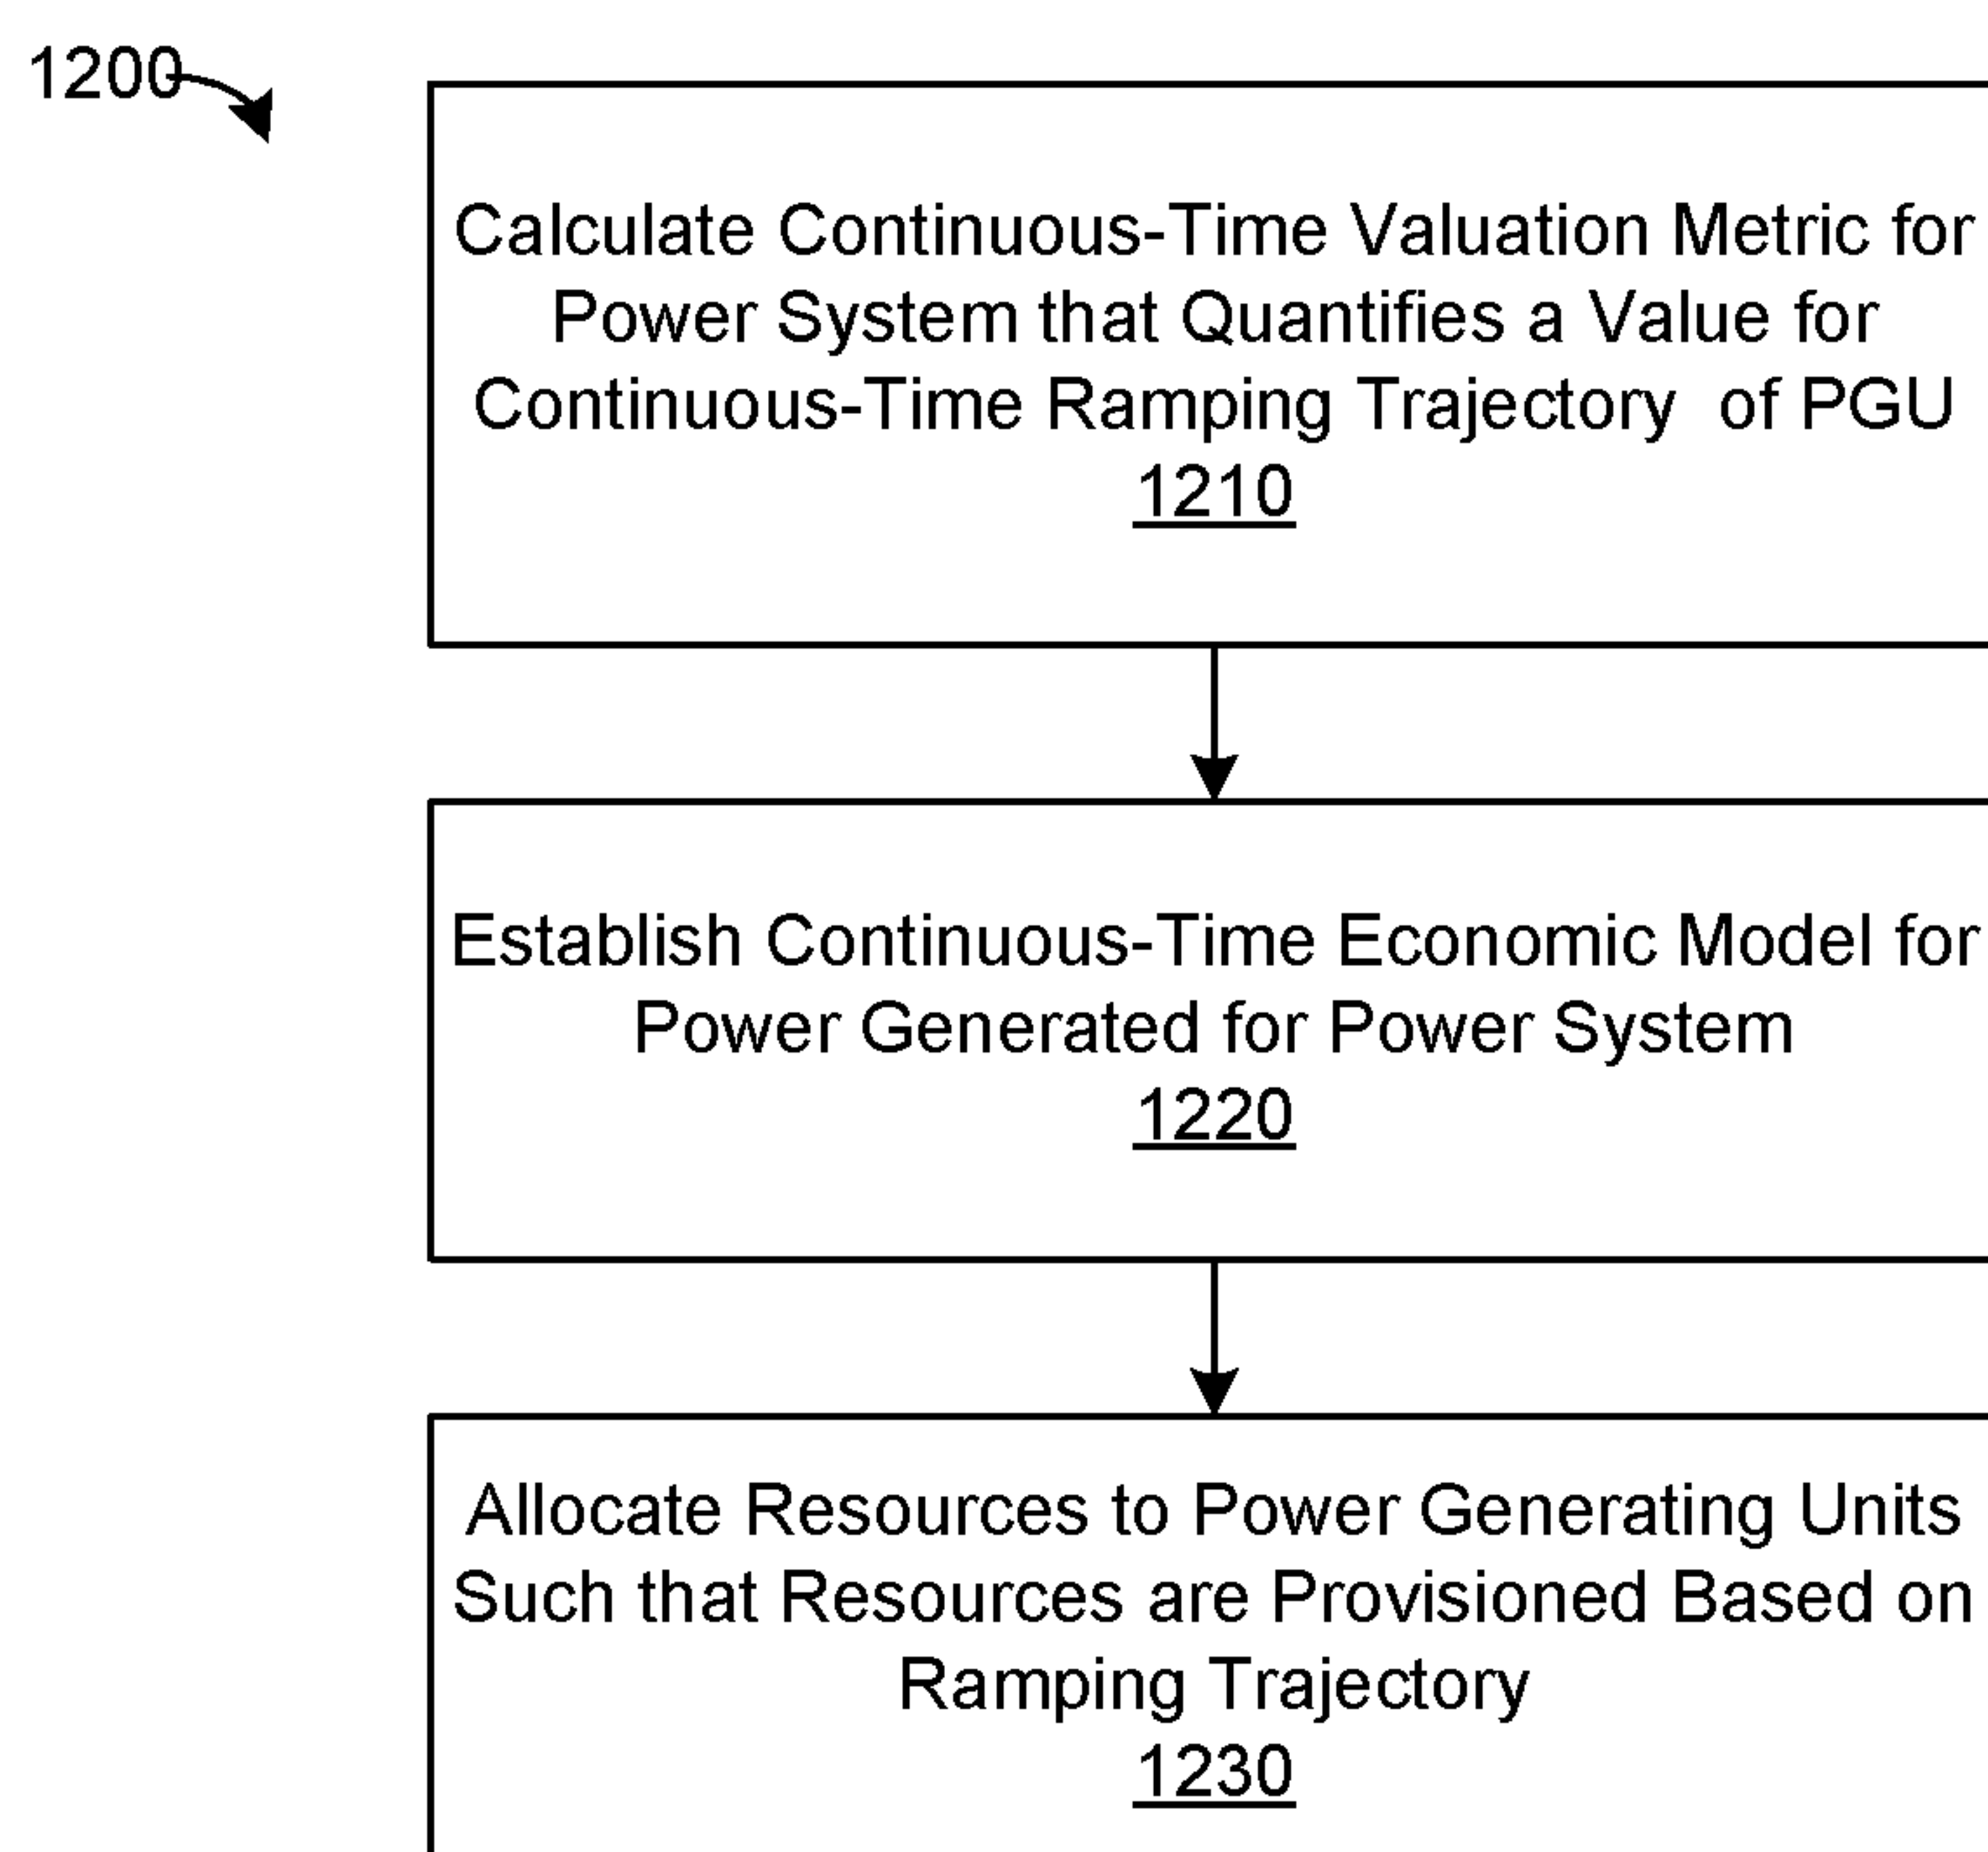 1200
Calculate Continuous-Time Valuation Metric for
Power System that Quantifies a Value for
Continuous-Time Ramping Trajectory of PGU
1210
Establish Continuous-Time Economic Model for
Power Generated for Power System
1220
Allocate Resources to Power Generating Units
Such that Resources are Provisioned Based on
Ramping Trajectory
1230